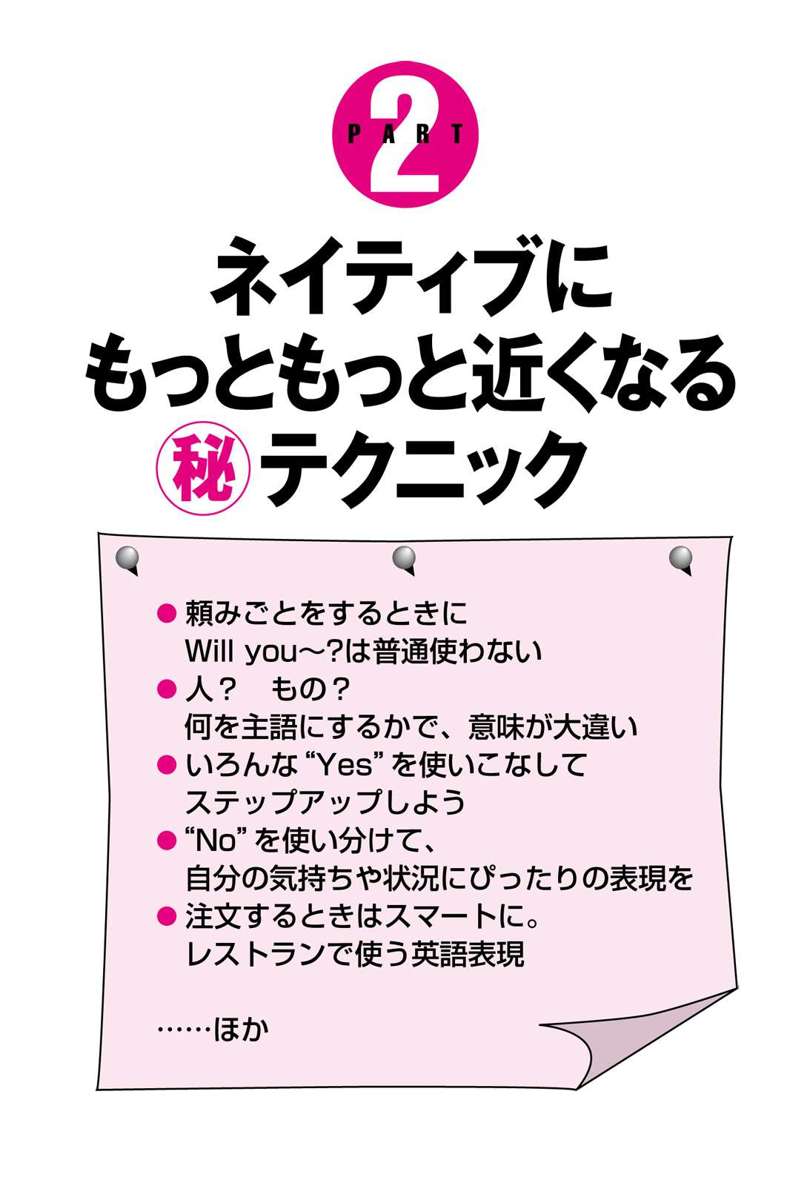 PART 2
ネイティブに
もっともっと近くなる
㊙テクニック
●頼みごとをするときに
Will you〜?は普通使わない
●人？　もの？
何を主語にするかで、意味が大違い
●いろんな“Yes”を使いこなして
ステップアップしよう
●“No”を使い分けて、
自分の気持ちや状況にぴったりの表現を
●注文するときはスマートに。
レストランで使う英語表現
……ほか